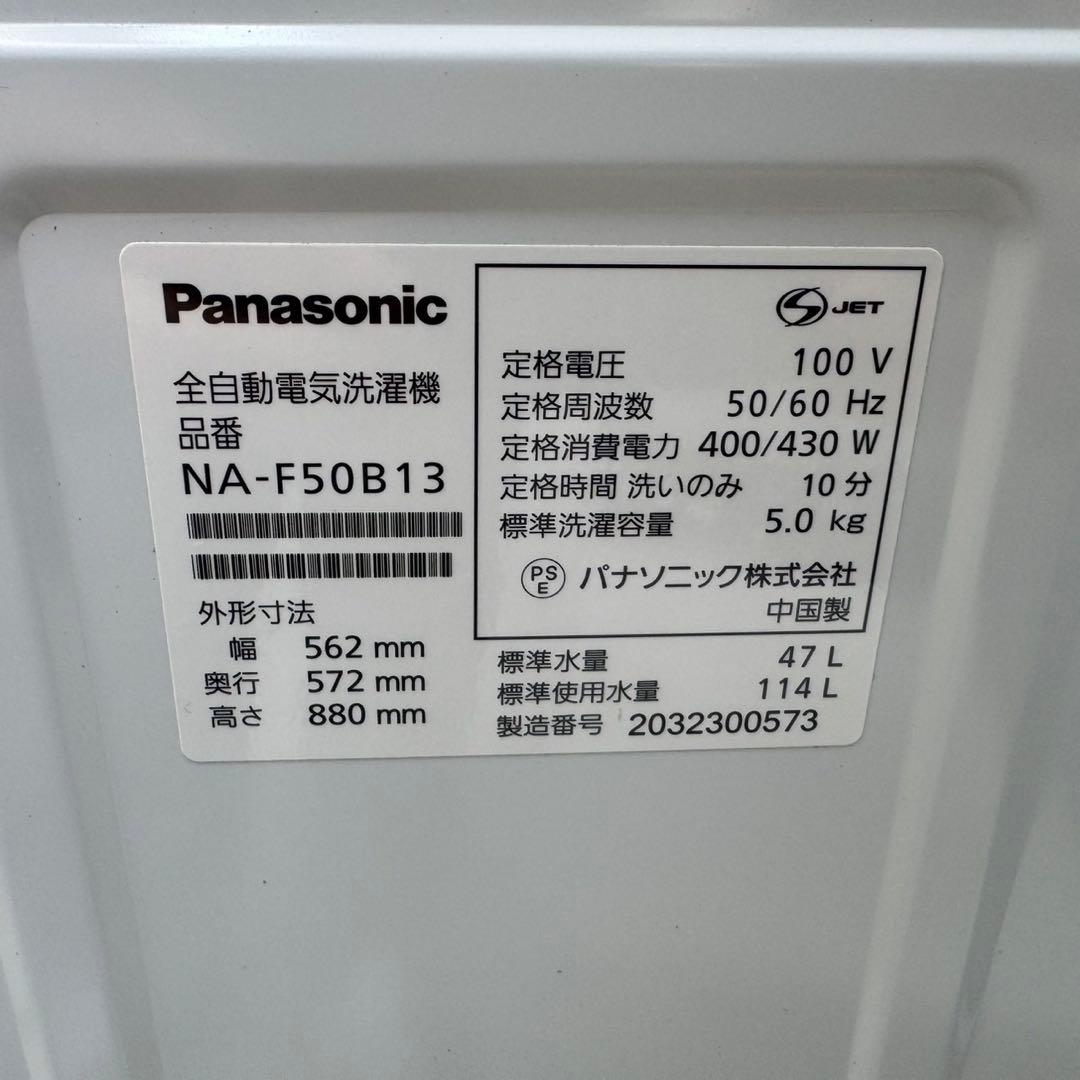 Panasonic
全自動電気洗濯機
品番
NA-F50B13
外形寸法
幅 562 mm
奥行 572 mm
高さ 880 mm
S JET
定格電圧 100 V
定格周波数 50/60 Hz
定格消費電力 400/430 W
定格時間 洗いのみ 10 分
標準洗濯容量 5.0 kg
PS E パナソニック株式会社
中国製
標準水量 47 L
標準使用水量 114 L
製造番号 2032300573